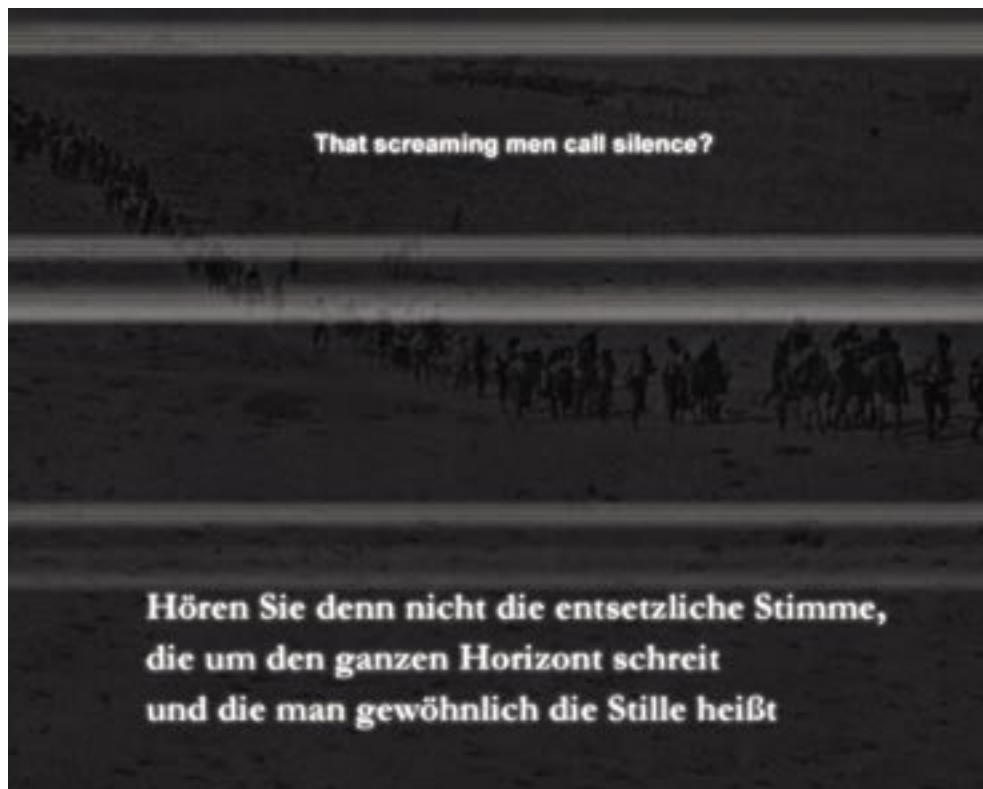 That screaming men call silence?
Hören Sie denn nicht die entsetzliche Stimme,
die um den ganzen Horizont schreit
und die man gewöhnlich die Stille heißt